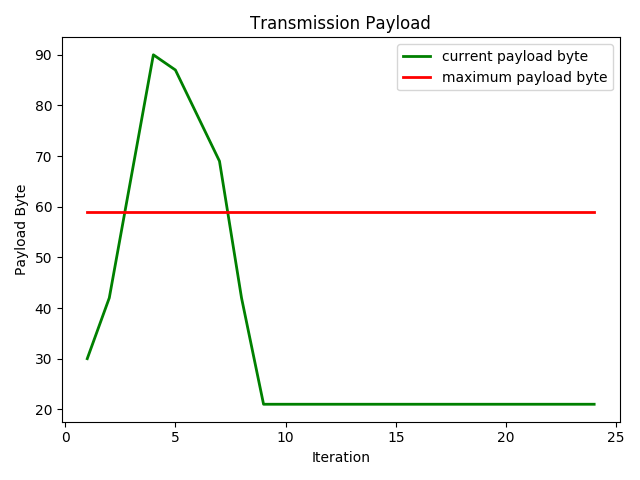 Transmission Payload
current payload byte
maximum payload byte
90
80
70
60
50
40
30
20
Payload Byte
0
5
10
15
20
25
Iteration